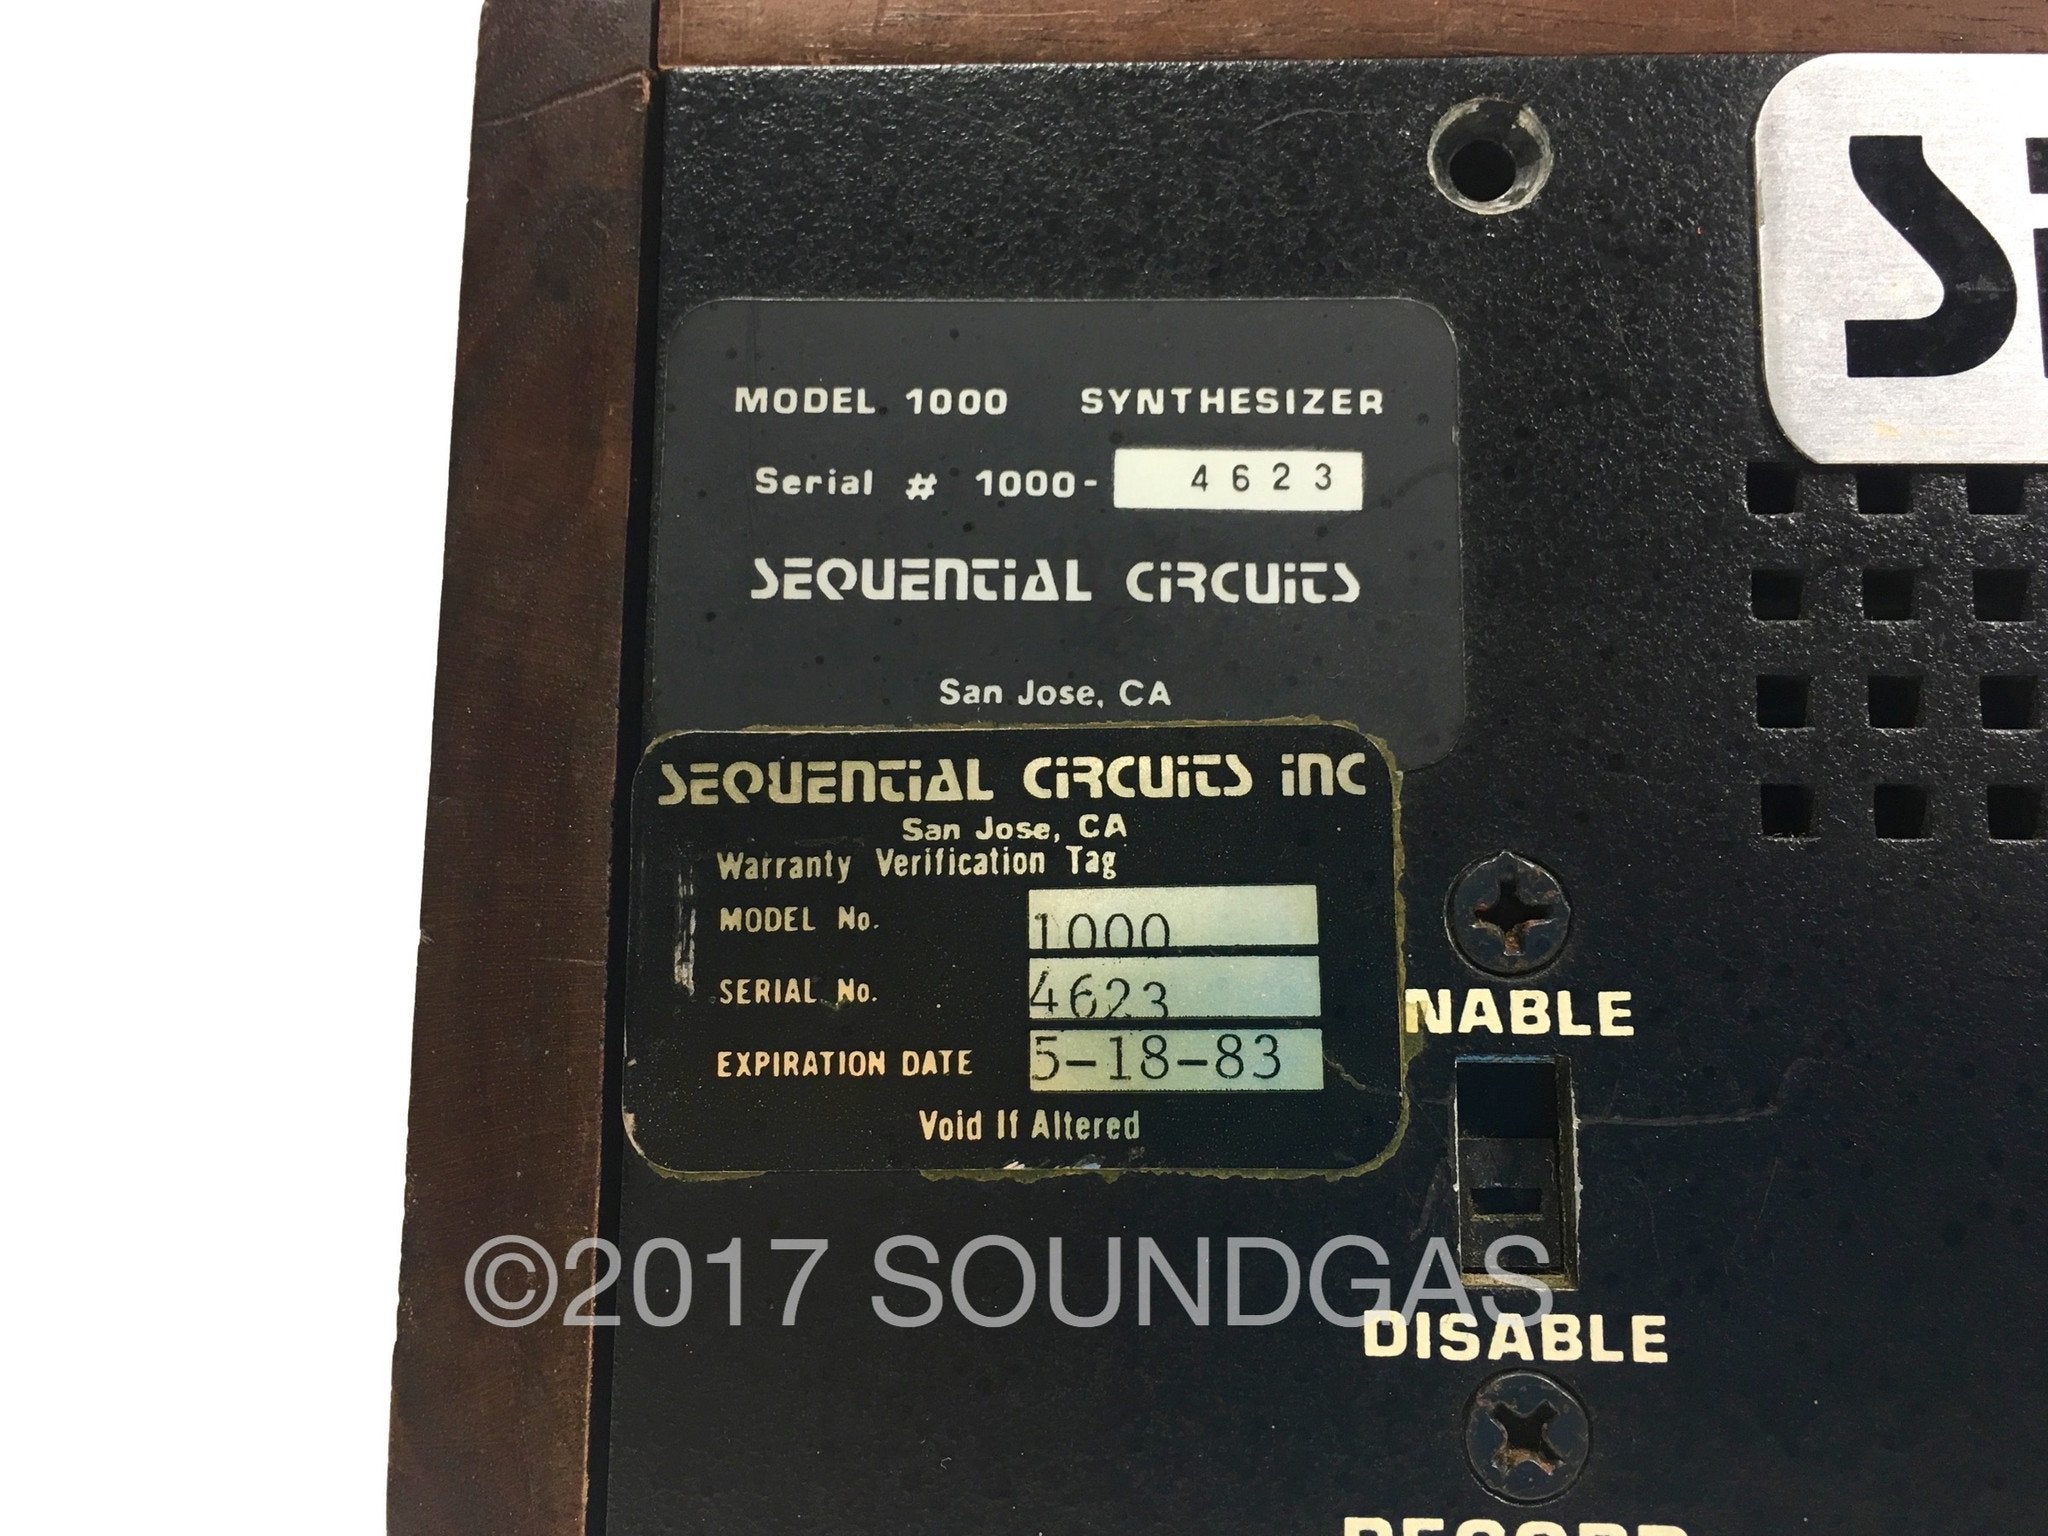 MODEL 1000 SYNTHESIZER
Serial # 1000- 4623
SEQUENTIAL CIRCUITS
San Jose, CA
SEQUENTIAL CIRCUITS INC
San Jose, CA
Warranty Verification Tag
MODEL No. 1000
SERIAL No. 4623
EXPIRATION DATE 5-18-83
Void If Altered
NABLE
©2017 SOUNDGAS
DISABLE
RECORD